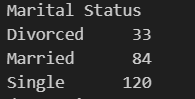 Marital Status
Divorced     33
Married      84
Single      120